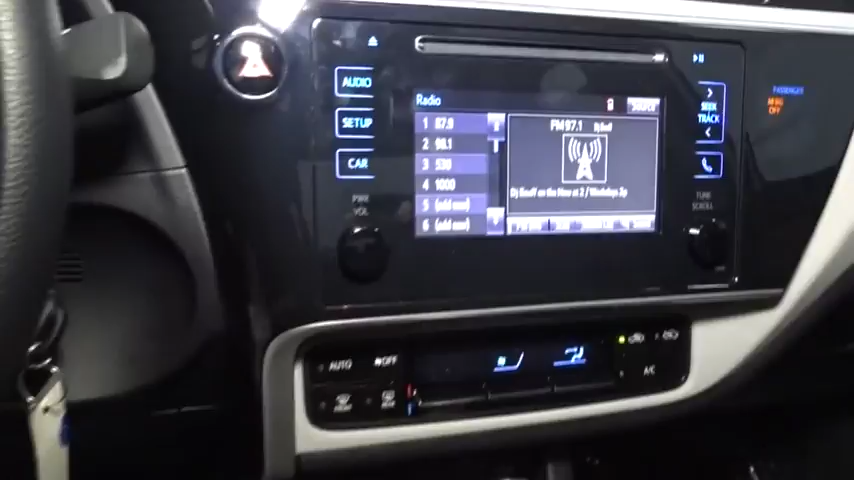 AUDIO
SETUP
CAR
PWR
VOL
Radio
Source
1 87.9
2 98.1
3 530
4 1000
5 (add new)
6 (add new)
FM 97.1
SEEK
TRACK
TUNE
SCROLL
PASSENGER
OFF
AUTO
OFF
A/C